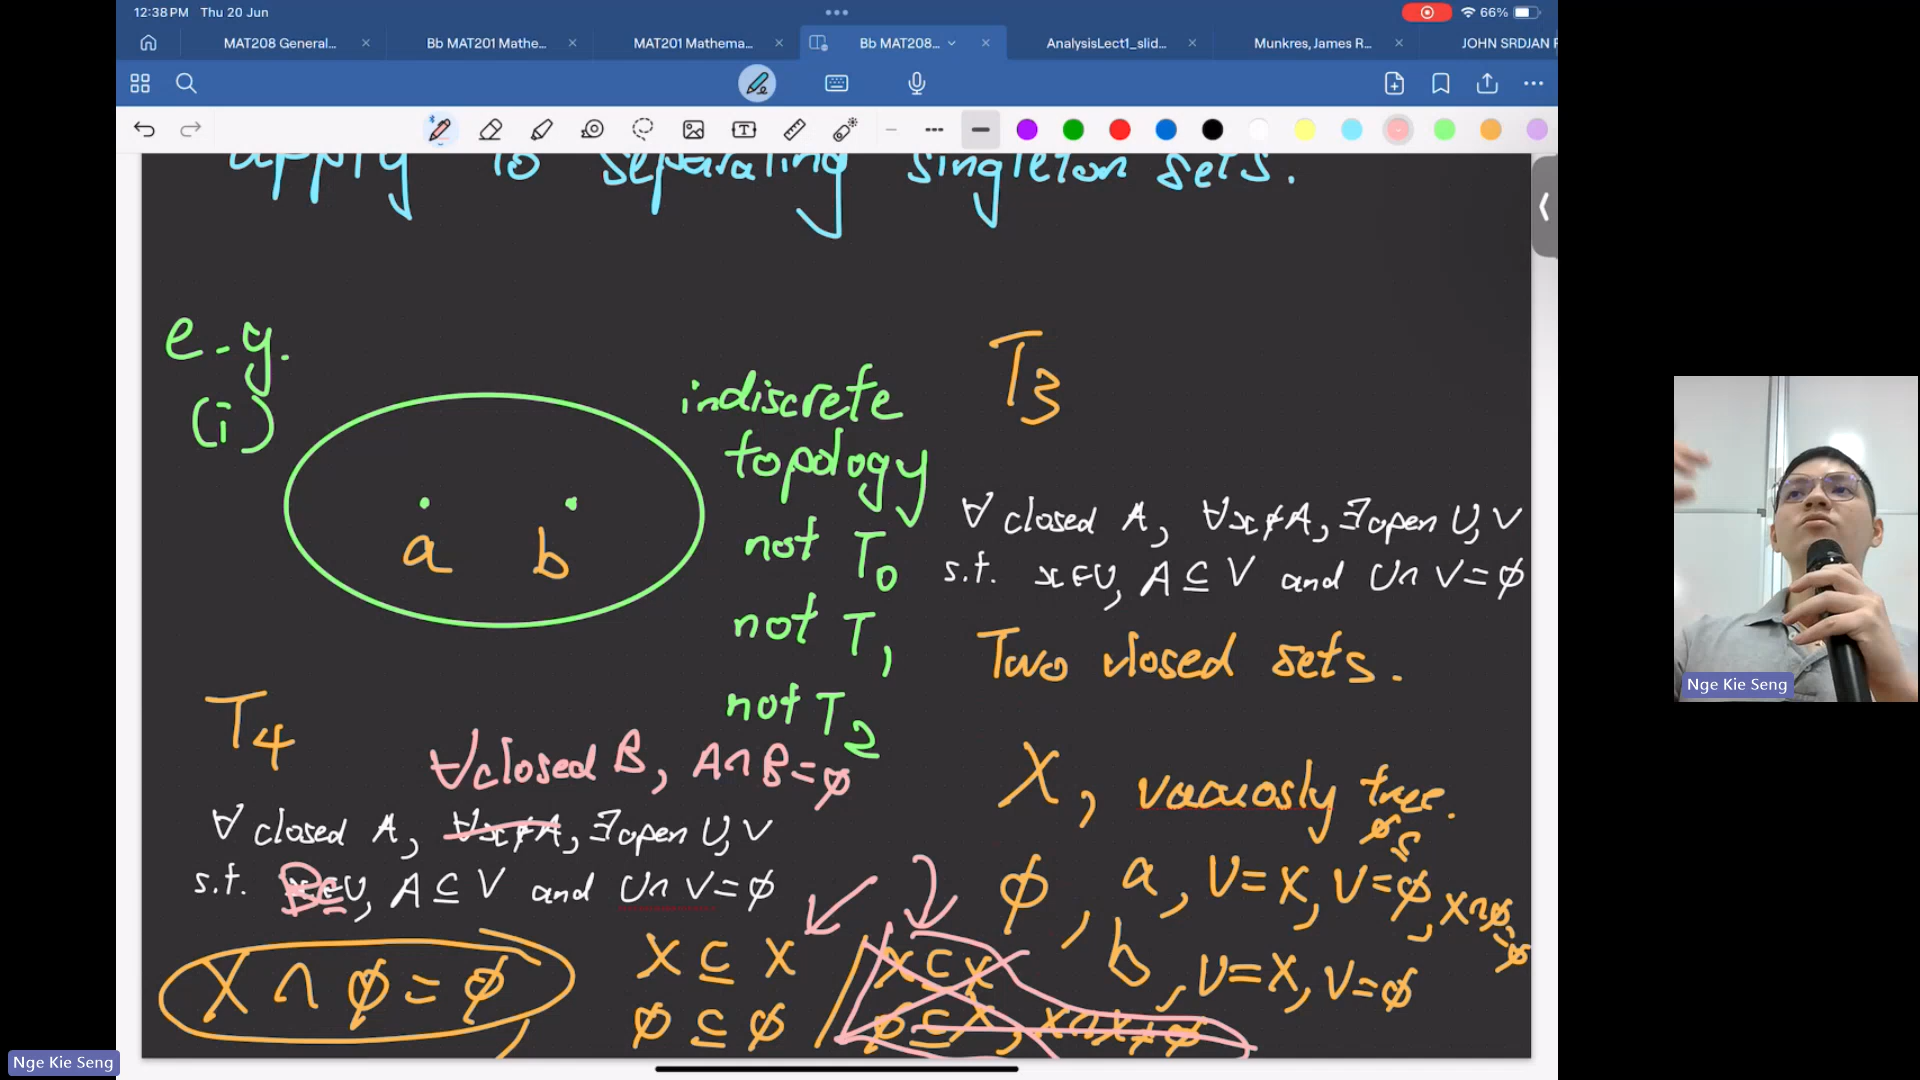 12:38 PM Thu 20 Jun
66%
MAT208 General...
Bb MAT201 Mathe...
MAT201 Mathema...
Bb MAT208...
AnalysisLect1_slid...
Munkres, James R...
JOHN SRDJAN
apply to separating singleton sets.
e.g.
(i)
a b
indiscrete
topology
not T0
not T1
not T2
T3
∀ closed A, ∀x∉A, ∃open U, V
s.t. x∈U, A ⊆ V and U∩V=∅
Two closed sets.
X, vacuosly true.
∅, a, U=X, V=∅, X∩∅=∅
b, U=X, V=∅
T4
∀closed B, A∩B=∅
∀ closed A, ∀x∉A, ∃open U, V
s.t. B⊆U, A ⊆ V and U∩V=∅
X∩∅=∅
X ⊆ X
∅ ⊆ ∅
X ⊂ X
∅ ⊆ X, X∩X≠∅
Nge Kie Seng
Nge Kie Seng